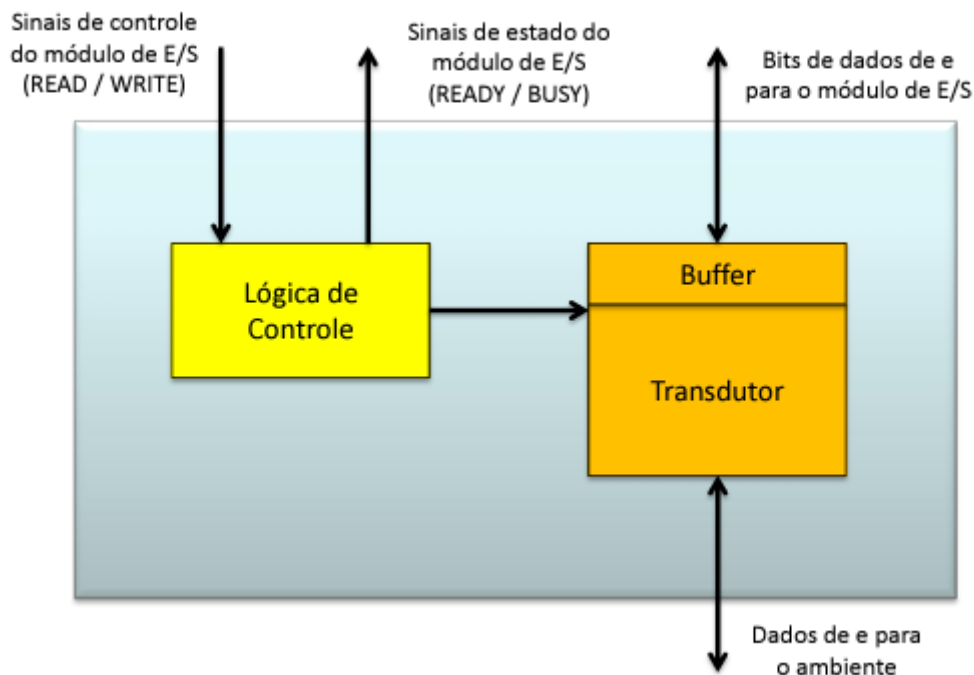 Sinais de controle
do módulo de E/S
(READ / WRITE)
Sinais de estado do
módulo de E/S
(READY / BUSY)
Bits de dados de e
para o módulo de E/S
Lógica de
Controle
Buffer
Transdutor
Dados de e para
o ambiente